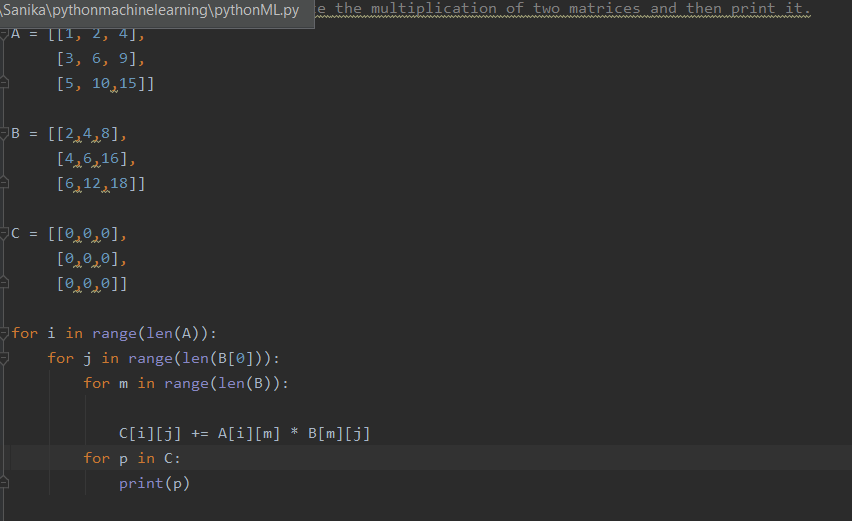 \Sanika\pythonmachinelearning\pythonML.py e the multiplication of two matrices and then print it.
A = [[1, 2, 4],
[3, 6, 9],
[5, 10,15]]
B = [[2,4,8],
[4,6,16],
[6,12,18]]
C = [[0,0,0],
[0,0,0],
[0,0,0]]
for i in range(len(A)):
for j in range(len(B[0])):
for m in range(len(B)):
C[i][j] += A[i][m] * B[m][j]
for p in C:
print(p)